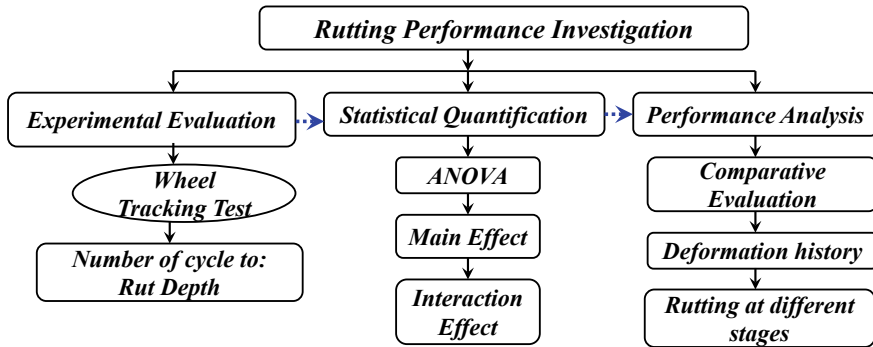 Rutting Performance Investigation
Experimental Evaluation
Statistical Quantification
Performance Analysis
Wheel
Tracking Test
Number of cycle to:
Rut Depth
ANOVA
Main Effect
Interaction
Effect
Comparative
Evaluation
Deformation history
Rutting at different
stages